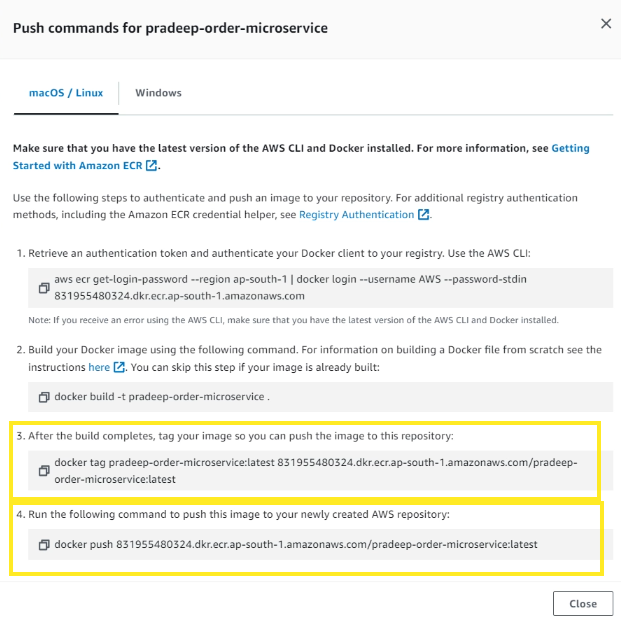 Push commands for pradeep-order-microservice
macOS / Linux
Windows
Make sure that you have the latest version of the AWS CLI and Docker installed. For more information, see Getting
Started with Amazon ECR.
Use the following steps to authenticate and push an image to your repository. For additional registry authentication
methods, including the Amazon ECR credential helper, see Registry Authentication.
1. Retrieve an authentication token and authenticate your Docker client to your registry. Use the AWS CLI:
aws ecr get-login-password --region ap-south-1 | docker login --username AWS --password-stdin
831955480324.dkr.ecr.ap-south-1.amazonaws.com
Note: If you receive an error using the AWS CLI, make sure that you have the latest version of the AWS CLI and Docker installed.
2. Build your Docker image using the following command. For information on building a Docker file from scratch see the
instructions here. You can skip this step if your image is already built:
docker build -t pradeep-order-microservice .
3. After the build completes, tag your image so you can push the image to this repository:
docker tag pradeep-order-microservice:latest 831955480324.dkr.ecr.ap-south-1.amazonaws.com/pradeep-
order-microservice:latest
4. Run the following command to push this image to your newly created AWS repository:
docker push 831955480324.dkr.ecr.ap-south-1.amazonaws.com/pradeep-order-microservice:latest
Close